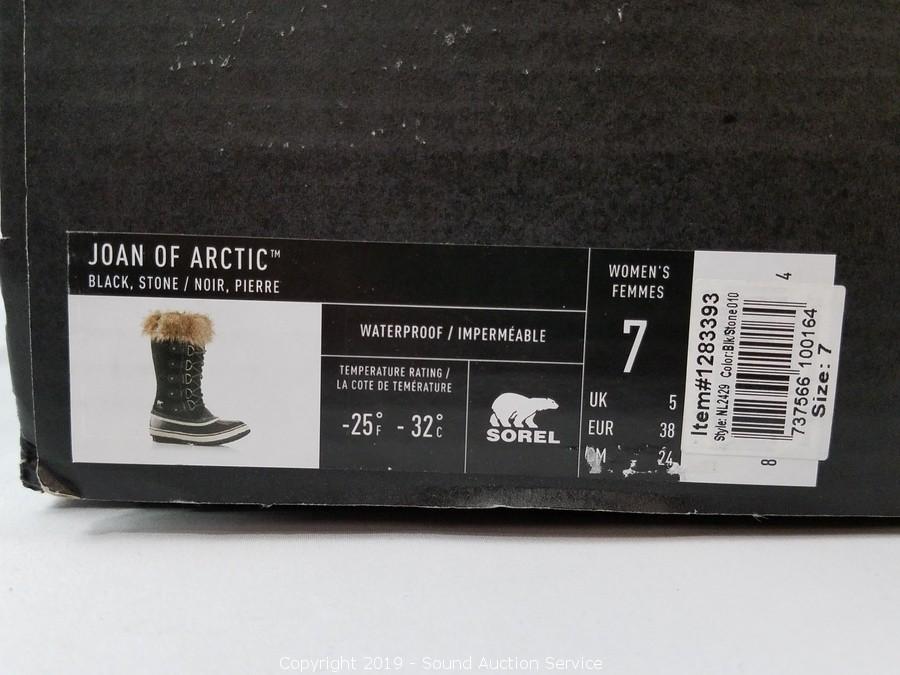 JOAN OF ARCTIC™
BLACK, STONE / NOIR, PIERRE
WATERPROOF / IMPERMÉABLE
TEMPERATURE RATING /
LA COTE DE TEMÉRATURE
-25°F -32°C
SOREL
WOMEN'S
FEMMES
7
UK 5
EUR 38
CM 24
Item#1283393
Style: NL2429 Color:Blk/Stone010
737566 100164
Size: 7
8
4
Copyright 2019 - Sound Auction Service